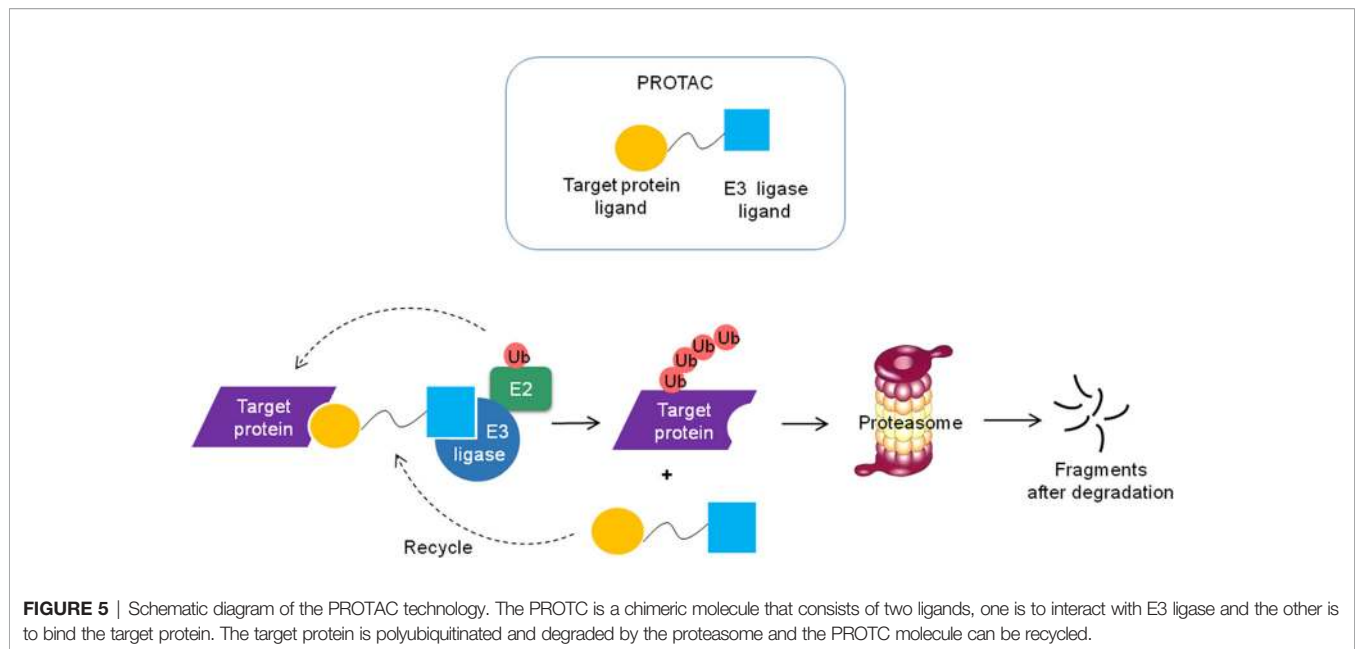 PROTAC
Target protein
ligand
E3 ligase
ligand
Target
protein
Ub
E2
E3
ligase
Ub
Ub
Ub
Ub
Target
protein
+
Recycle
Proteasome
Fragments
after degradation
FIGURE 5 | Schematic diagram of the PROTAC technology. The PROTC is a chimeric molecule that consists of two ligands, one is to interact with E3 ligase and the other is
to bind the target protein. The target protein is polyubiquitinated and degraded by the proteasome and the PROTC molecule can be recycled.